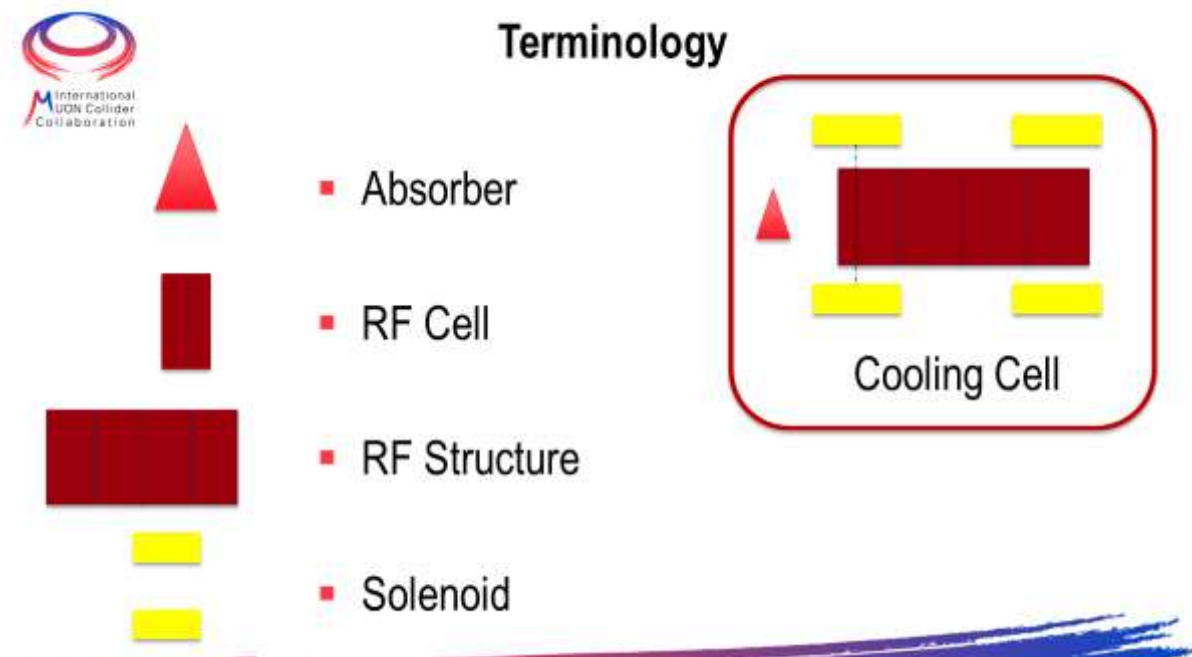 Terminology
International
MUON Collider
Collaboration
Absorber
RF Cell
Cooling Cell
RF Structure
Solenoid